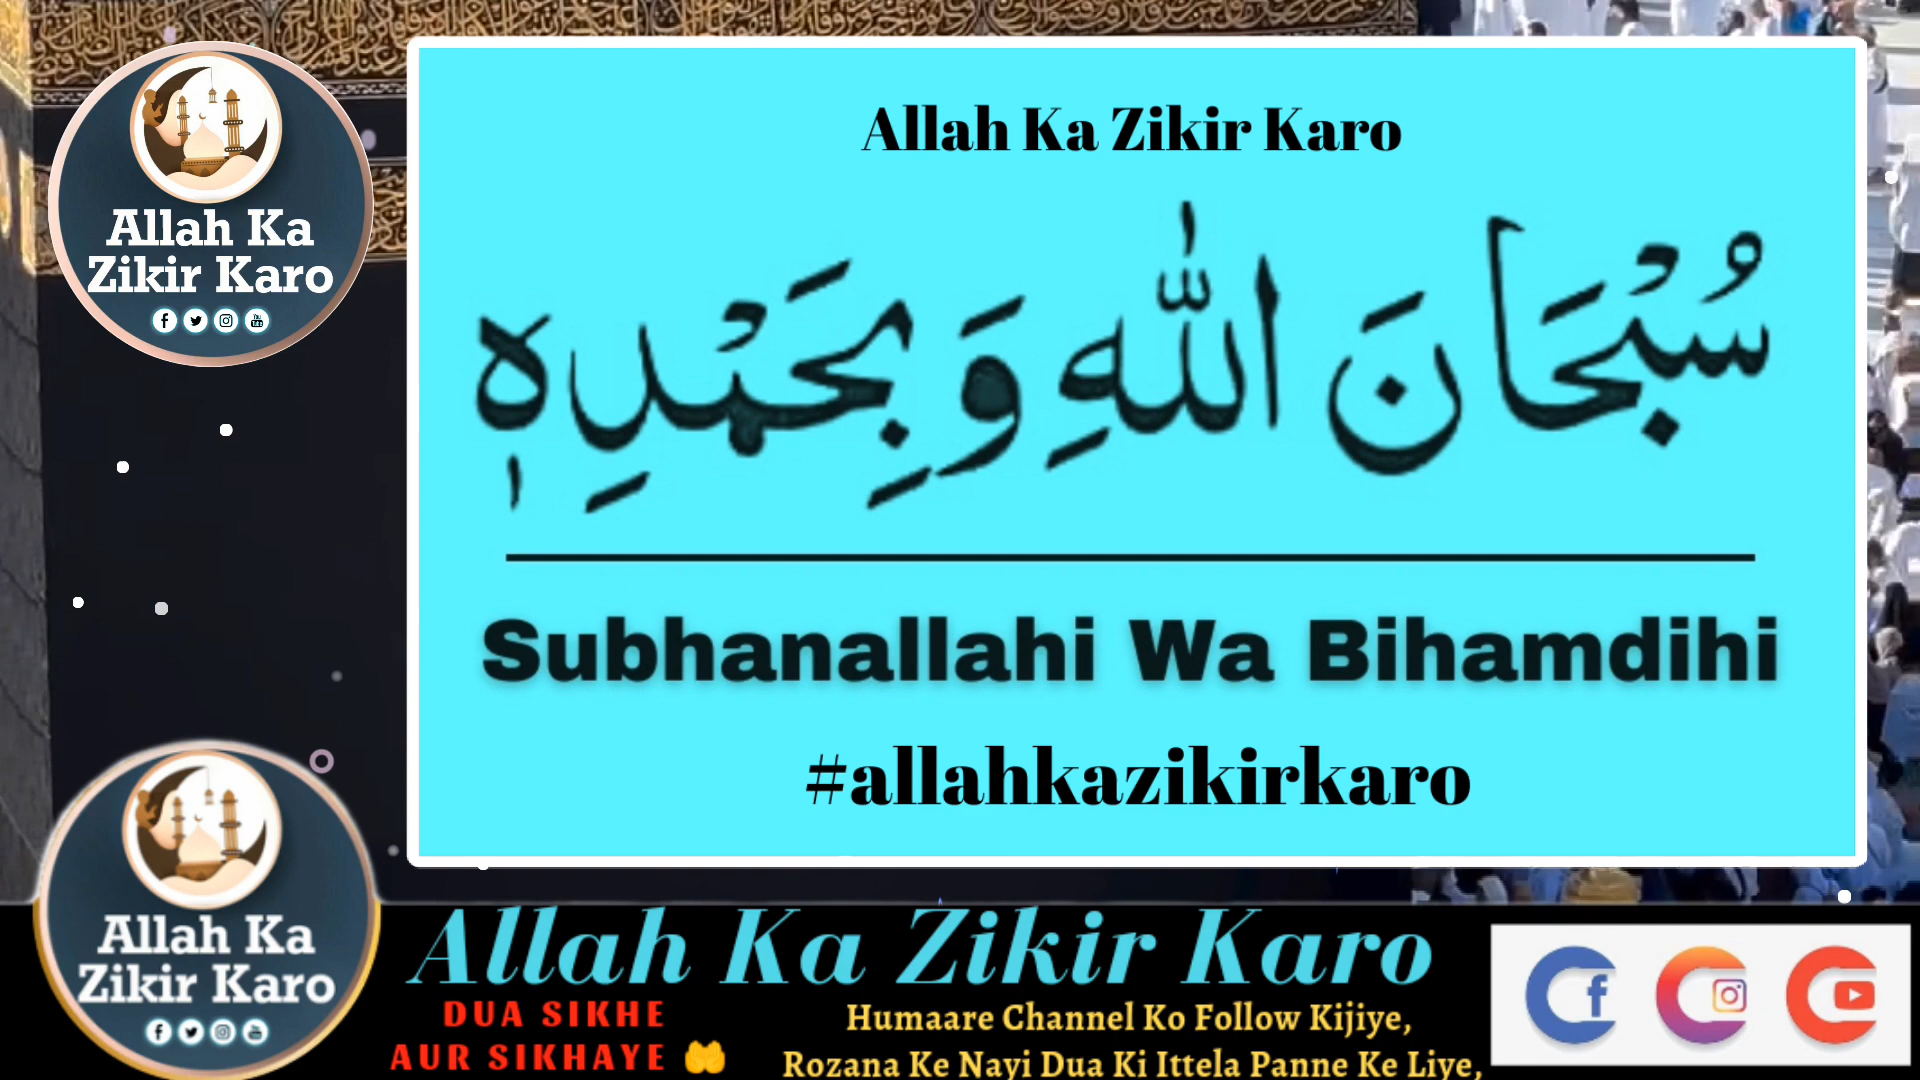 Allah Ka
Zikir Karo
Allah Ka Zikir Karo
سُبْحَانَ اللّٰهِ وَبِحَمْدِهٖ
Subhanallahi Wa Bihamdihi
#allahkazikirkaro
Allah Ka
Zikir Karo
Allah Ka Zikir Karo
DUA SIKHE
AUR SIKHAYE 🤲
Humaare Channel Ko Follow Kijiye,
Rozana Ke Nayi Dua Ki Ittela Panne Ke Liye,